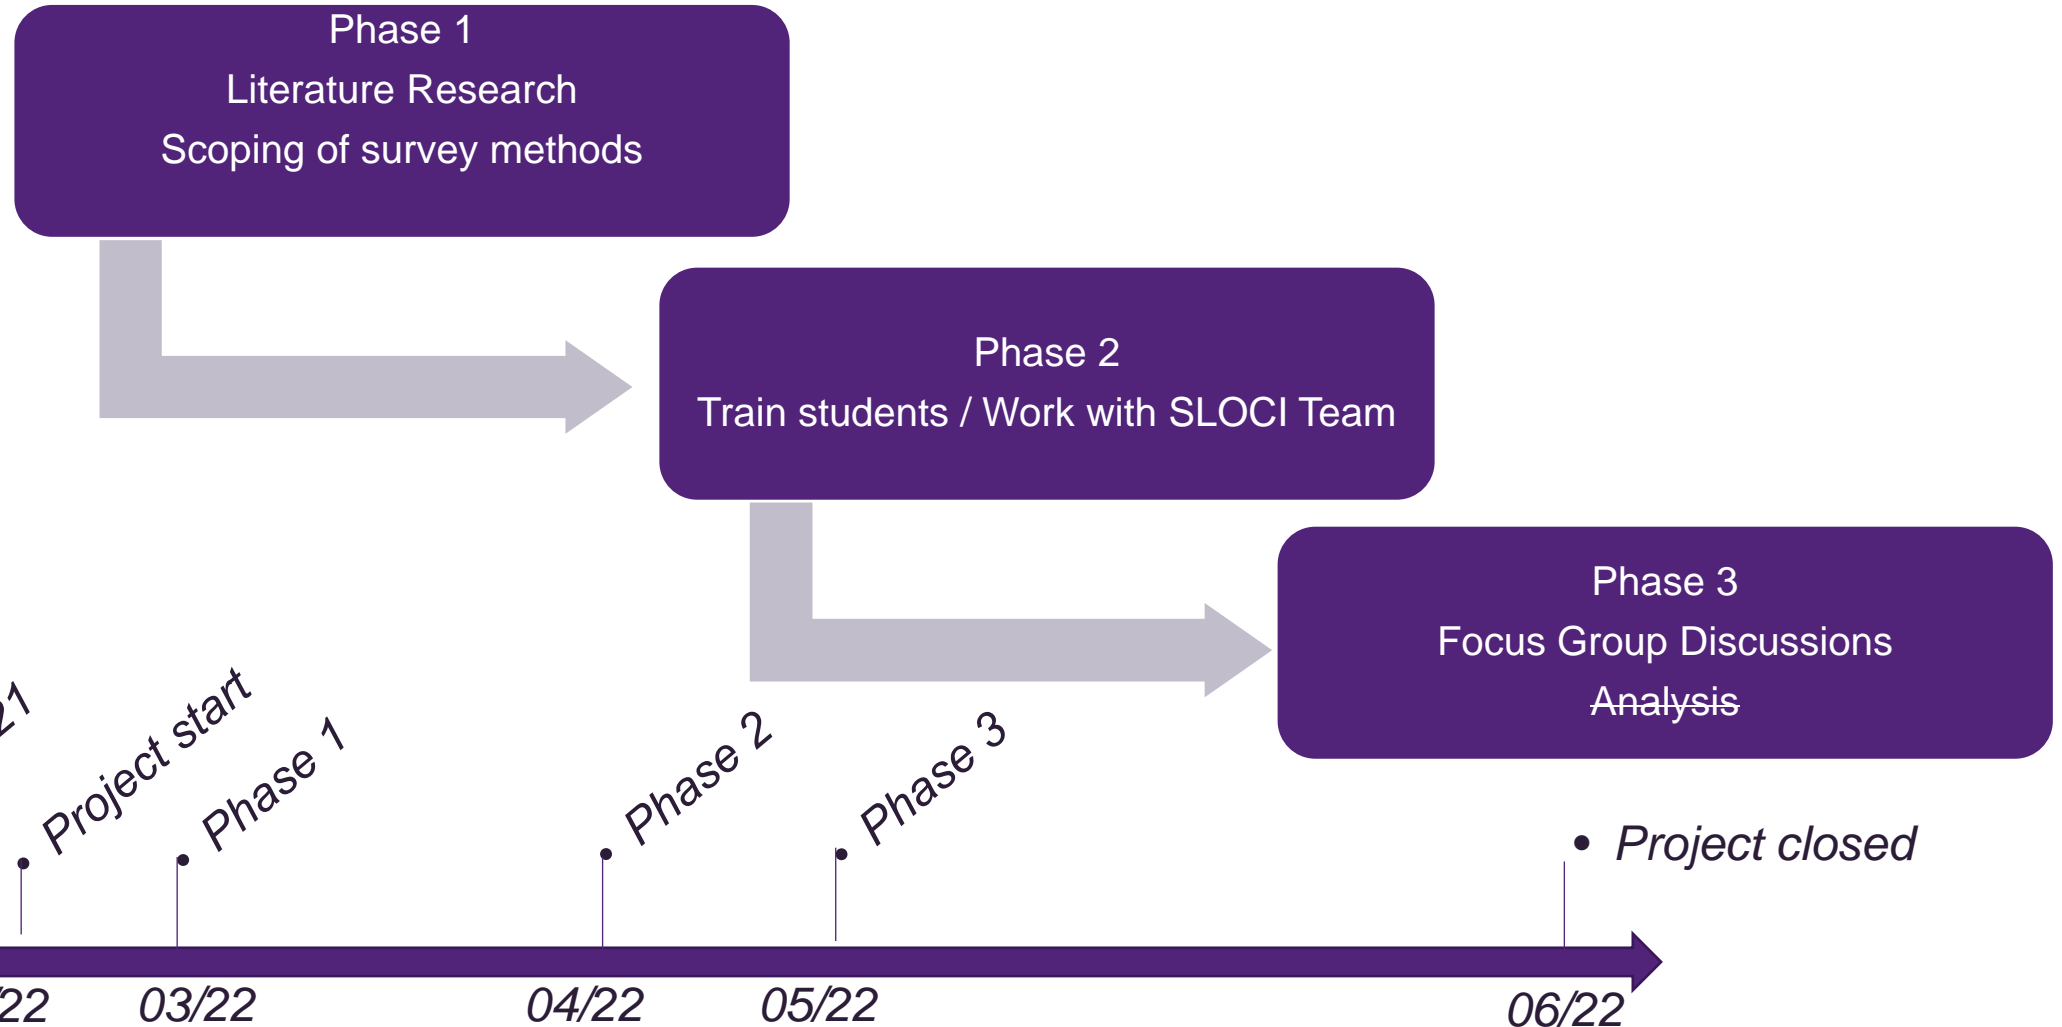 Phase 1
Literature Research
Scoping of survey methods
Phase 2
Train students / Work with SLOCI Team
Phase 3
Focus Group Discussions
Analysis
21
• Project start
• Phase 1
• Phase 2
• Phase 3
• Project closed
/22
03/22
04/22
05/22
06/22